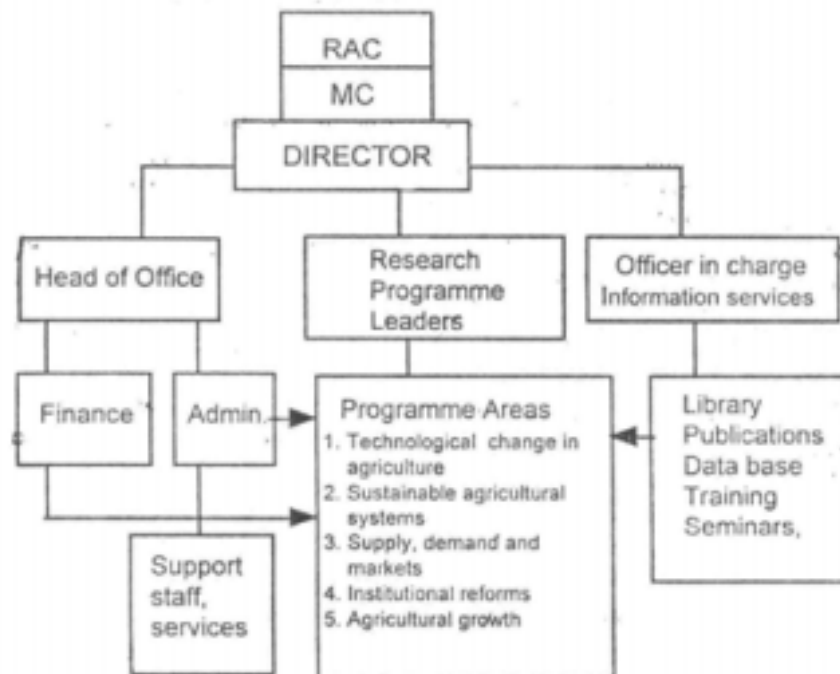 RAC
MC
DIRECTOR
Head of Office
Research
Programme
Leaders
Officer in charge
Information services
Finance
Admin.
Programme Areas
1. Technological change in
agriculture
2. Sustainable agricultural
systems
3. Supply, demand and
markets
4. Institutional reforms
5. Agricultural growth
Library
Publications
Data base
Training
Seminars,
Support
staff,
services